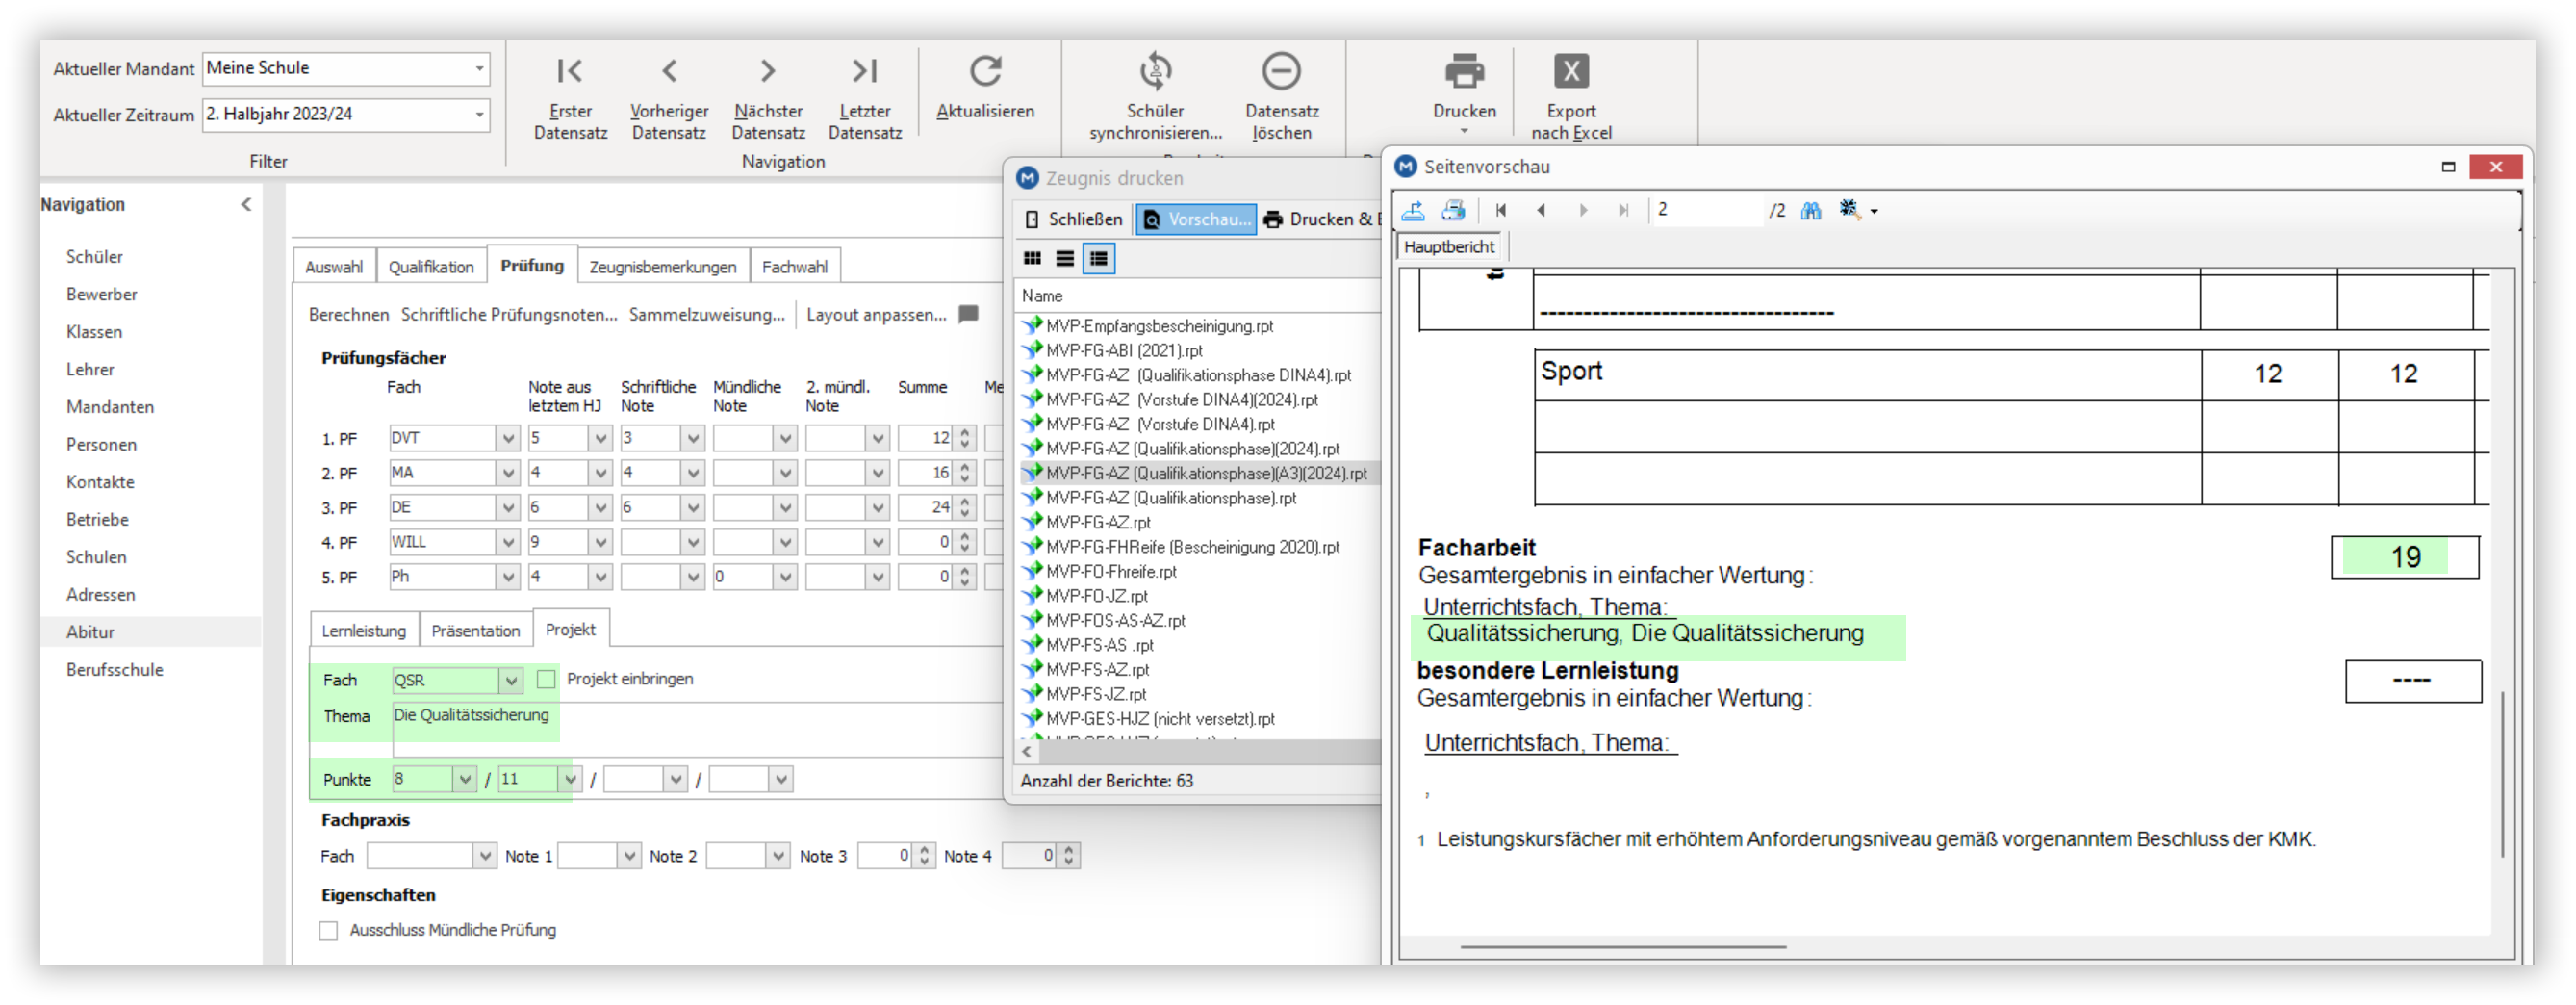 Aktueller Mandant Meine Schule
Aktueller Zeitraum 2. Halbjahr 2023/24
Filter
Erster Datensatz
Vorheriger Datensatz
Nächster Datensatz
Letzter Datensatz
Aktualisieren
Navigation
Schüler synchronisieren...
Datensatz löschen
Drucken
Export nach Excel
Navigation
Schüler
Bewerber
Klassen
Lehrer
Mandanten
Personen
Kontakte
Betriebe
Schulen
Adressen
Abitur
Berufsschule
Auswahl Qualifikation Prüfung Zeugnisbemerkungen Fachwahl
Berechnen Schriftliche Prüfungsnoten... Sammelzuweisung... Layout anpassen...
Prüfungsfächer
Fach Note aus letztem HJ Schriftliche Note Mündliche Note 2. mündl. Note Summe Me
1. PF DVT 5 3 12
2. PF MA 4 4 16
3. PF DE 6 6 24
4. PF WILL 9 0
5. PF Ph 4 0 0
Lernleistung Präsentation Projekt
Fach QSR Projekt einbringen
Thema Die Qualitätssicherung
Punkte 8 / 11 / /
Fachpraxis
Fach Note 1 Note 2 Note 3 0 Note 4 0
Eigenschaften
Ausschluss Mündliche Prüfung
Zeugnis drucken
Schließen Vorschau... Drucken &
Name
MVP-Empfangsbescheinigung.rpt
MVP-FG-ABI (2021).rpt
MVP-FG-AZ (Qualifikationsphase DINA4).rpt
MVP-FG-AZ (Vorstufe DINA4)(2024).rpt
MVP-FG-AZ (Vorstufe DINA4).rpt
MVP-FG-AZ (Qualifikationsphase)(2024).rpt
MVP-FG-AZ (Qualifikationsphase)(A3)(2024).rpt
MVP-FG-AZ (Qualifikationsphase).rpt
MVP-FG-AZ.rpt
MVP-FG-FHReife (Bescheinigung 2020).rpt
MVP-FO-Fhreife.rpt
MVP-FO-JZ.rpt
MVP-FOS-AS-AZ.rpt
MVP-FS-AS .rpt
MVP-FS-AZ.rpt
MVP-FS-JZ.rpt
MVP-GES-HJZ (nicht versetzt).rpt
Anzahl der Berichte: 63
Seitenvorschau
2 /2
Hauptbericht
----------------------------------
Sport 12 12
Facharbeit
Gesamtergebnis in einfacher Wertung: 19
Unterrichtsfach, Thema:
Qualitätssicherung, Die Qualitätssicherung
besondere Lernleistung
Gesamtergebnis in einfacher Wertung: ----
Unterrichtsfach, Thema:
,
1 Leistungskursfächer mit erhöhtem Anforderungsniveau gemäß vorgenanntem Beschluss der KMK.